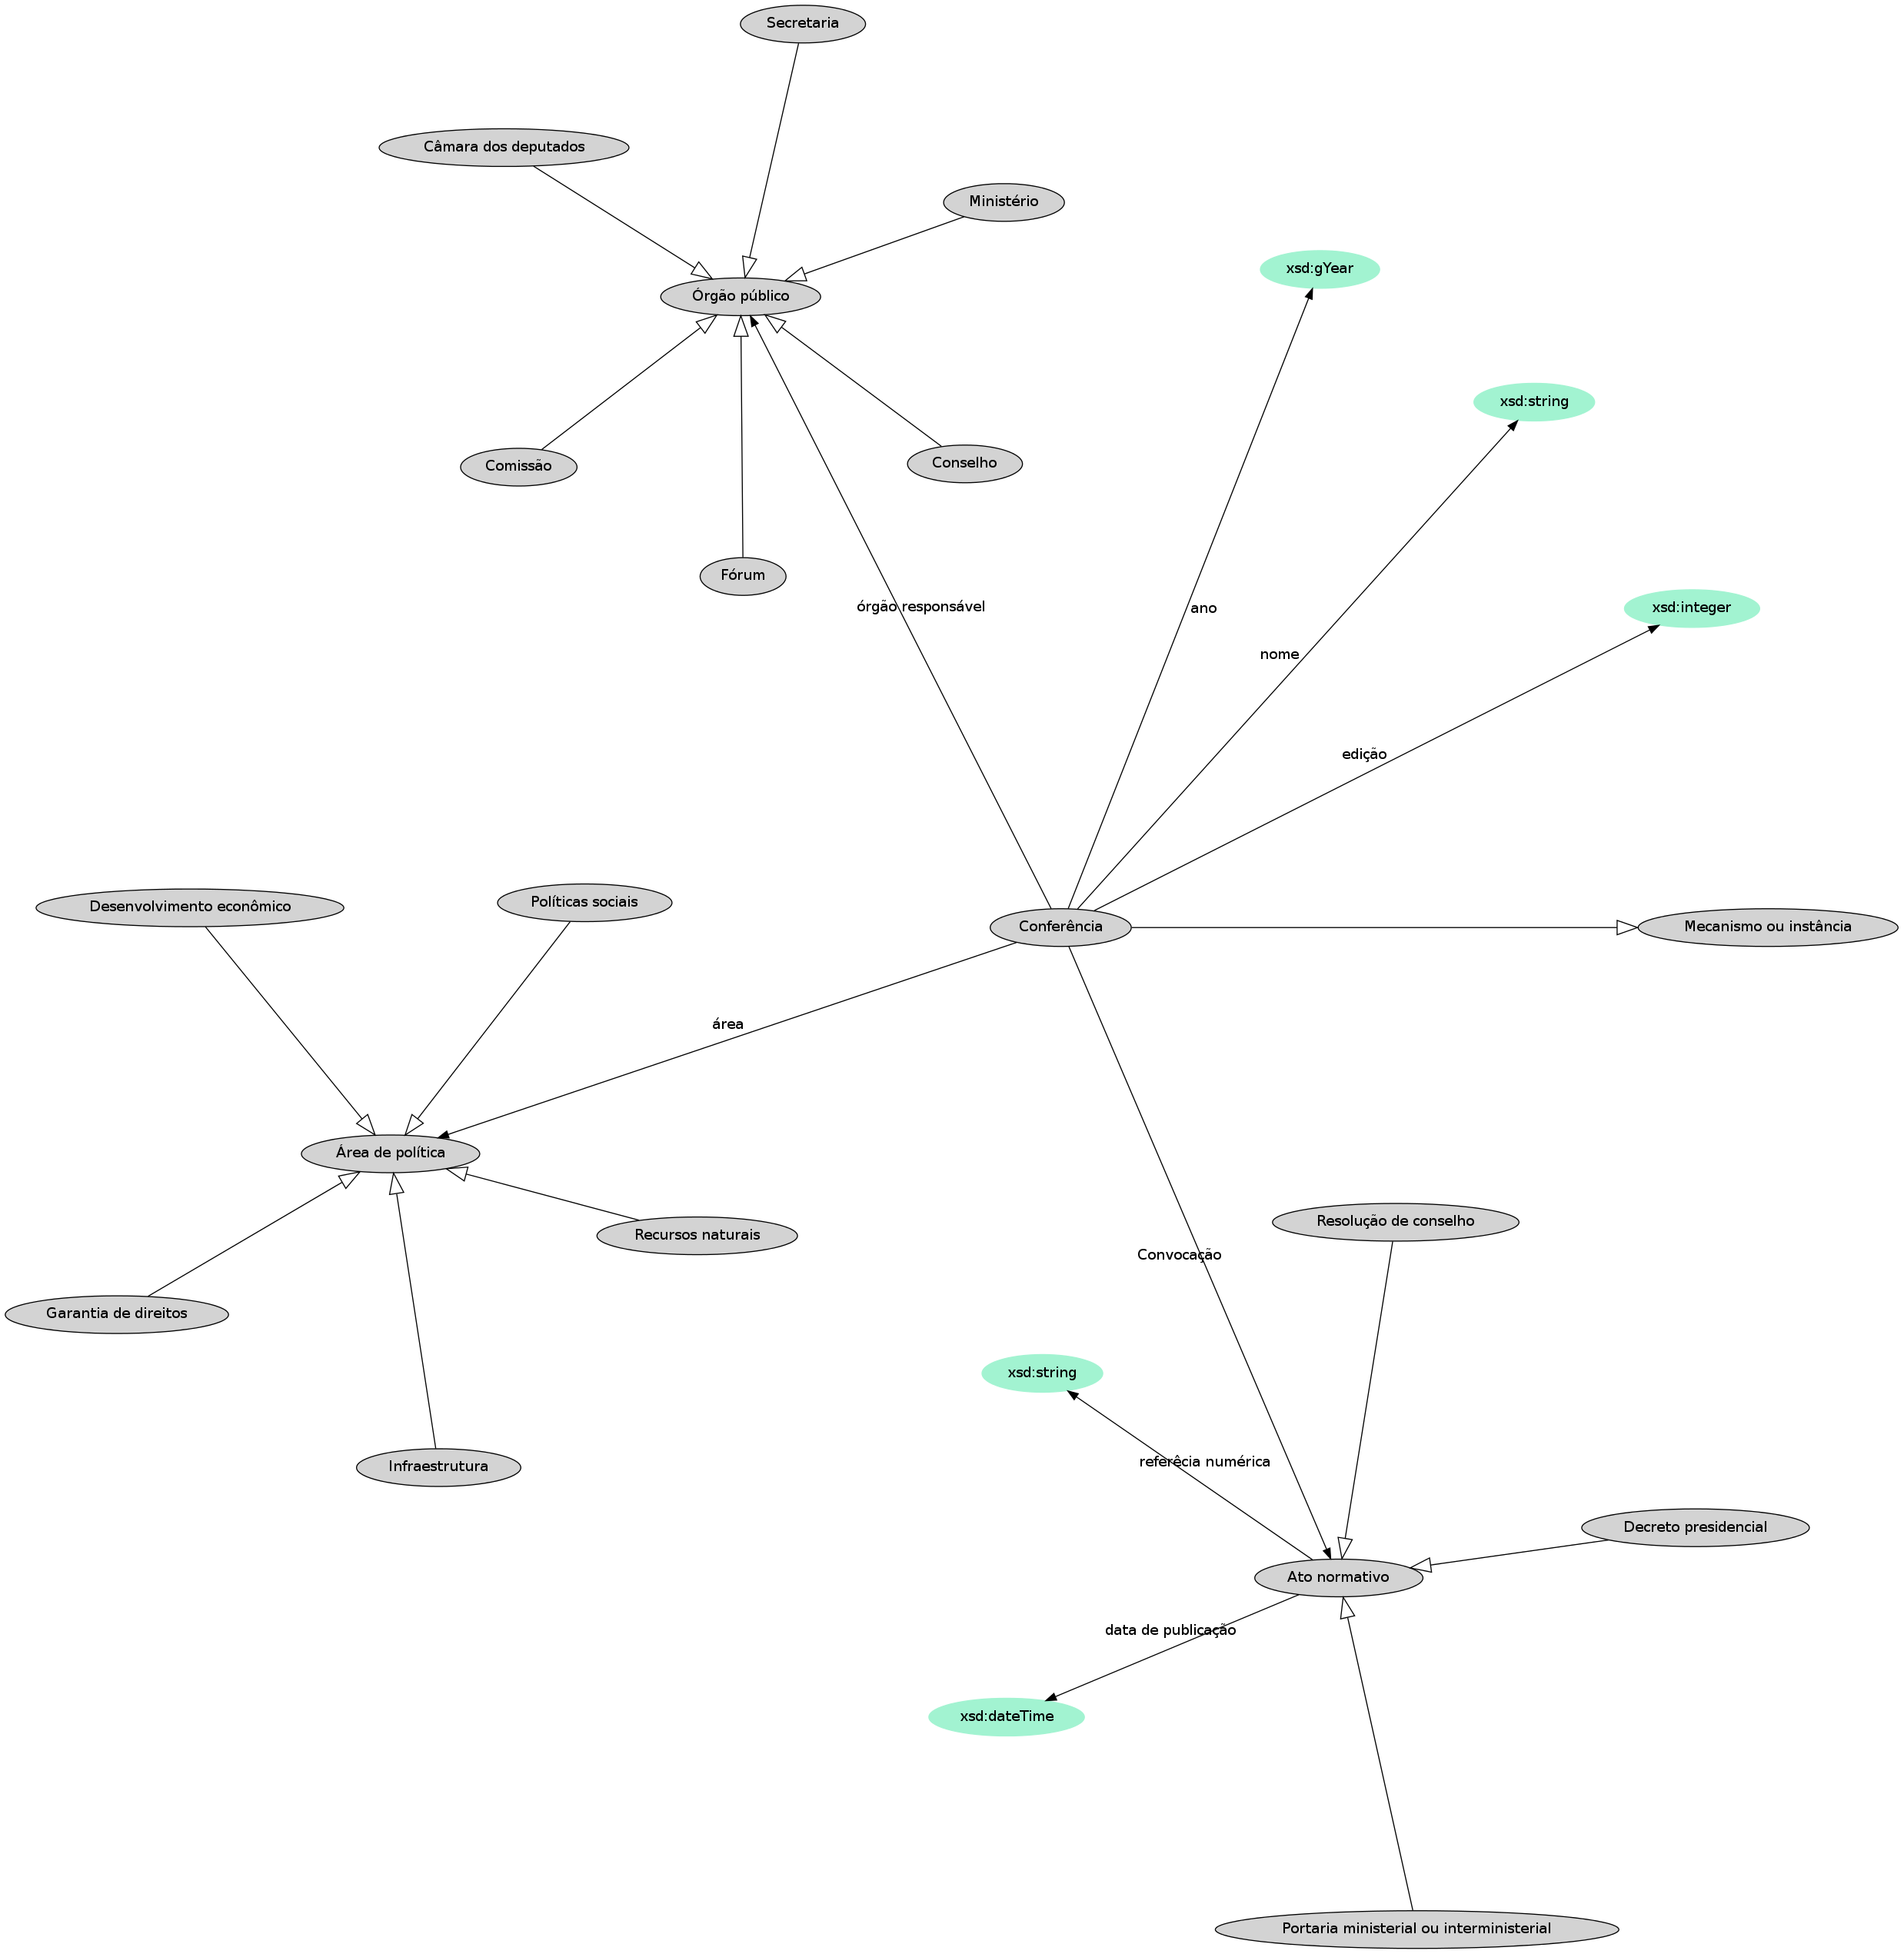 Secretaria
Câmara dos deputados
Ministério
xsd:gYear
Órgão público
xsd:string
Conselho
Comissão
Fórum
órgão responsável
ano
xsd:integer
nome
edição
Políticas sociais
Desenvolvimento econômico
Conferência
Mecanismo ou instância
área
Área de política
Resolução de conselho
Recursos naturais
Convocação
Garantia de direitos
xsd:string
referêcia numérica
Infraestrutura
Decreto presidencial
Ato normativo
data de publicação
xsd:dateTime
Portaria ministerial ou interministerial